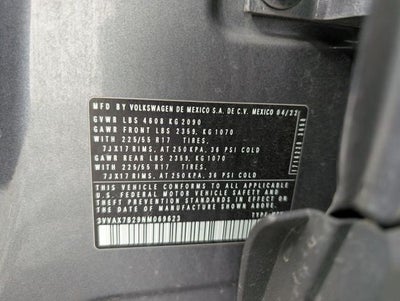 MFD BY VOLKSWAGEN DE MEXICO S.A. DE C.V. MEXICO 04/22
GVWR LBS 4608 KG 2090
GAWR FRONT LBS 2359, KG 1070
WITH 225/55 R17 TIRES,
7JX17 RIMS, AT 250 KPA, 36 PSI COLD
GAWR REAR LBS 2359, KG 1070
WITH 225/55 R17 TIRES,
7JX17 RIMS, AT 250 KPA, 36 PSI COLD
THIS VEHICLE CONFORMS TO ALL APPLICABLE
U.S. FEDERAL MOTOR VEHICLE SAFETY, BUMPER, AND
THEFT PREVENTION STANDARDS IN EFFECT ON THE
DATE OF MANUFACTURE SHOWN ABOVE.